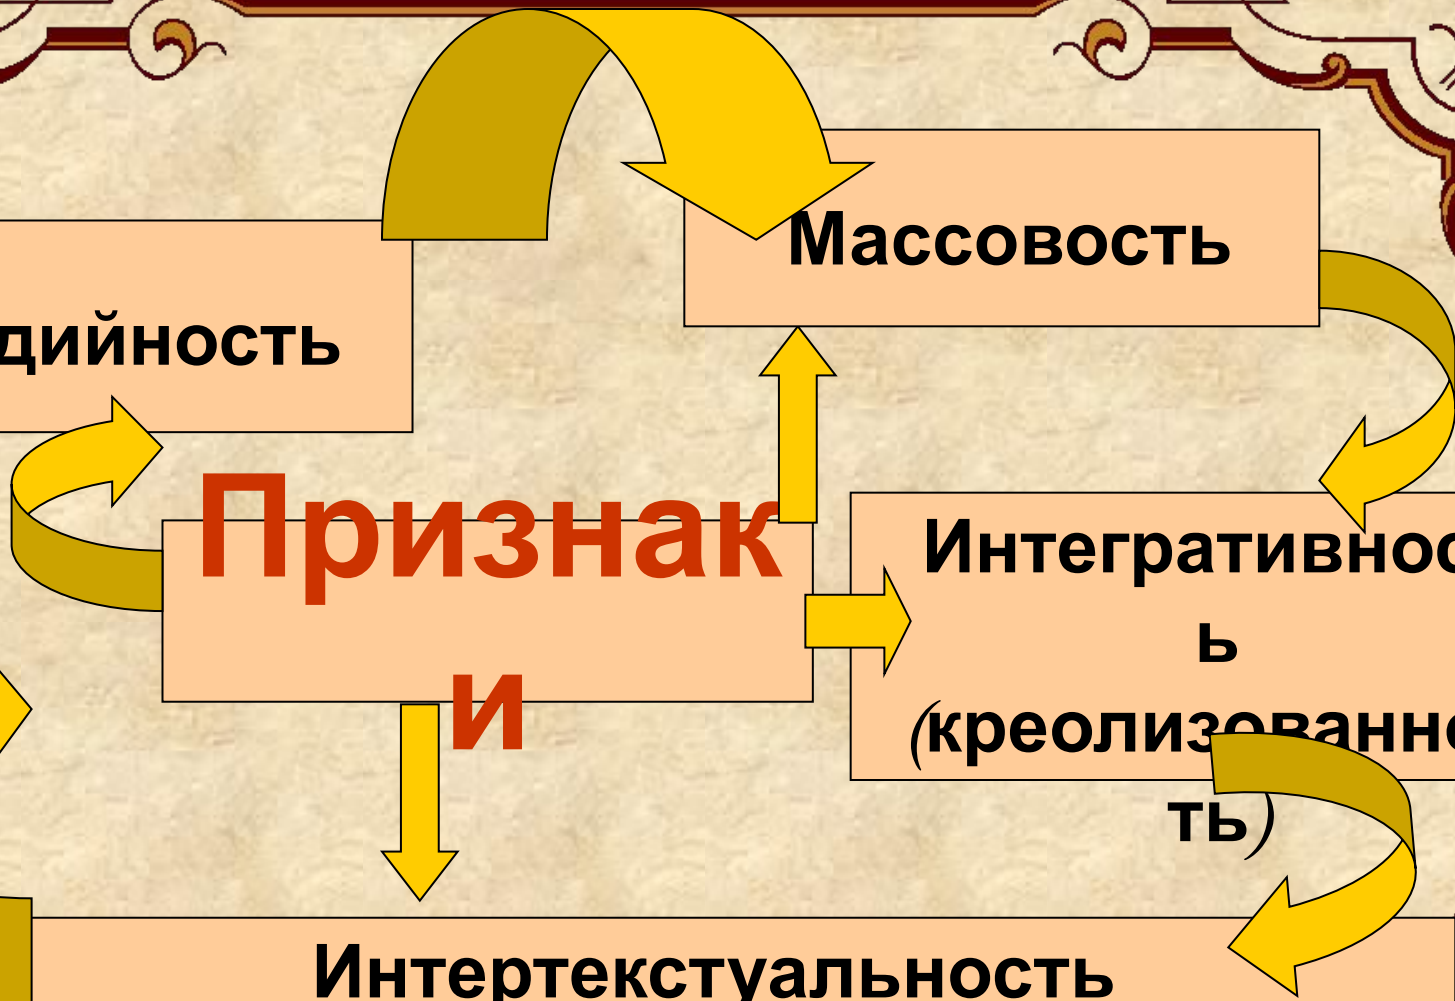 Массовость
дийность
Признак
и
Интегративнос
ь
(креолизованно
ть)
Интертекстуальность